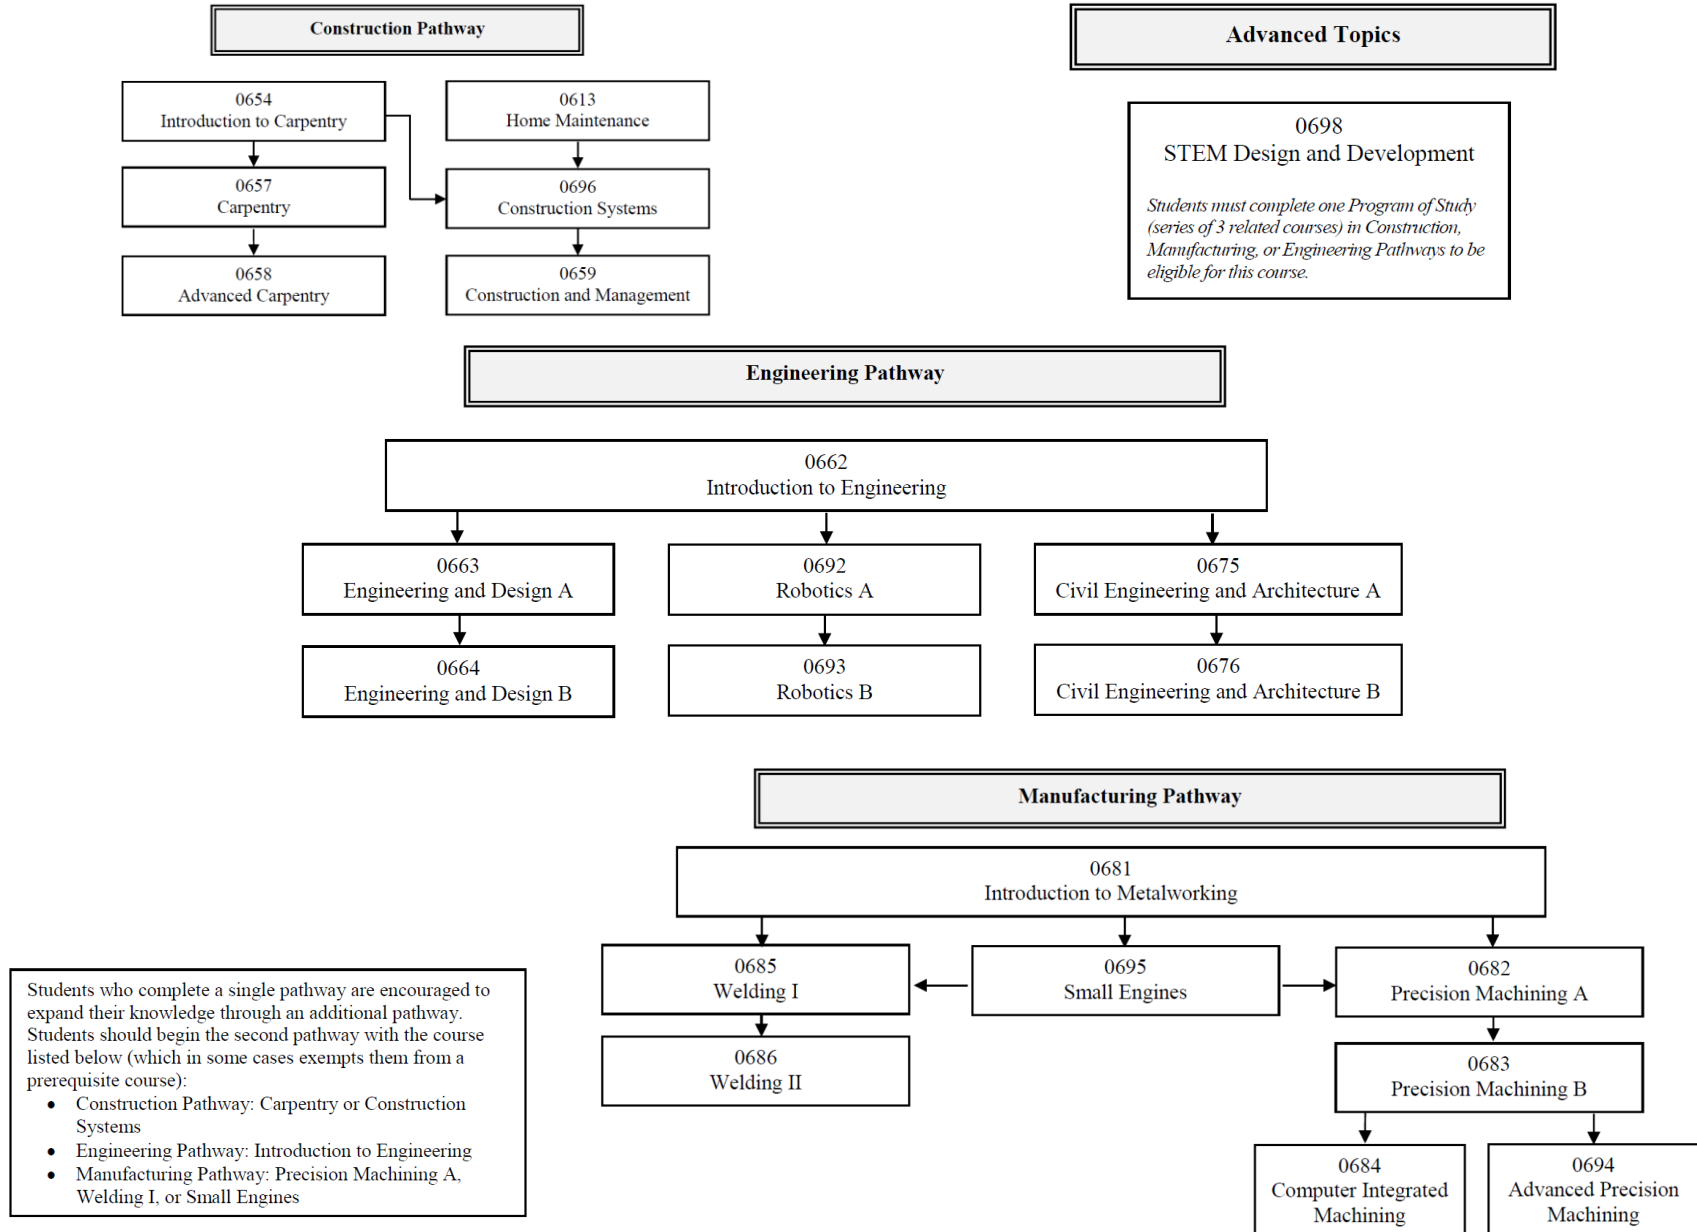 Construction Pathway
Advanced Topics
0654
Introduction to Carpentry
0613
Home Maintenance
0657
Carpentry
0696
Construction Systems
0658
Advanced Carpentry
0659
Construction and Management
0698
STEM Design and Development
Students must complete one Program of Study
(series of 3 related courses) in Construction,
Manufacturing, or Engineering Pathways to be
eligible for this course.
Engineering Pathway
0662
Introduction to Engineering
0663
Engineering and Design A
0692
Robotics A
0675
Civil Engineering and Architecture A
0664
Engineering and Design B
0693
Robotics B
0676
Civil Engineering and Architecture B
Manufacturing Pathway
0681
Introduction to Metalworking
0685
Welding I
0695
Small Engines
0682
Precision Machining A
0686
Welding II
0683
Precision Machining B
0684
Computer Integrated
Machining
0694
Advanced Precision
Machining
Students who complete a single pathway are encouraged to
expand their knowledge through an additional pathway.
Students should begin the second pathway with the course
listed below (which in some cases exempts them from a
prerequisite course):
• Construction Pathway: Carpentry or Construction
Systems
• Engineering Pathway: Introduction to Engineering
• Manufacturing Pathway: Precision Machining A,
Welding I, or Small Engines